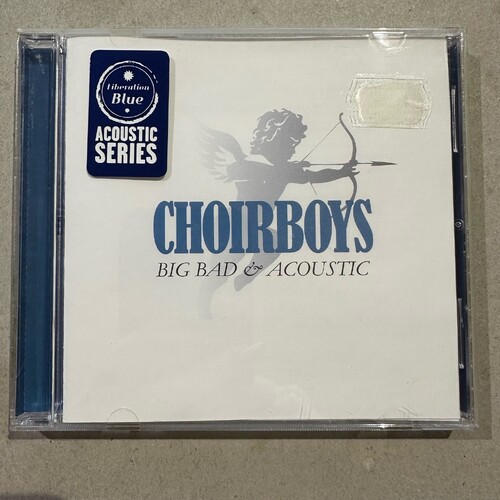 Liberation
Blue
ACOUSTIC
SERIES
CHOIRBOYS
BIG BAD & ACOUSTIC